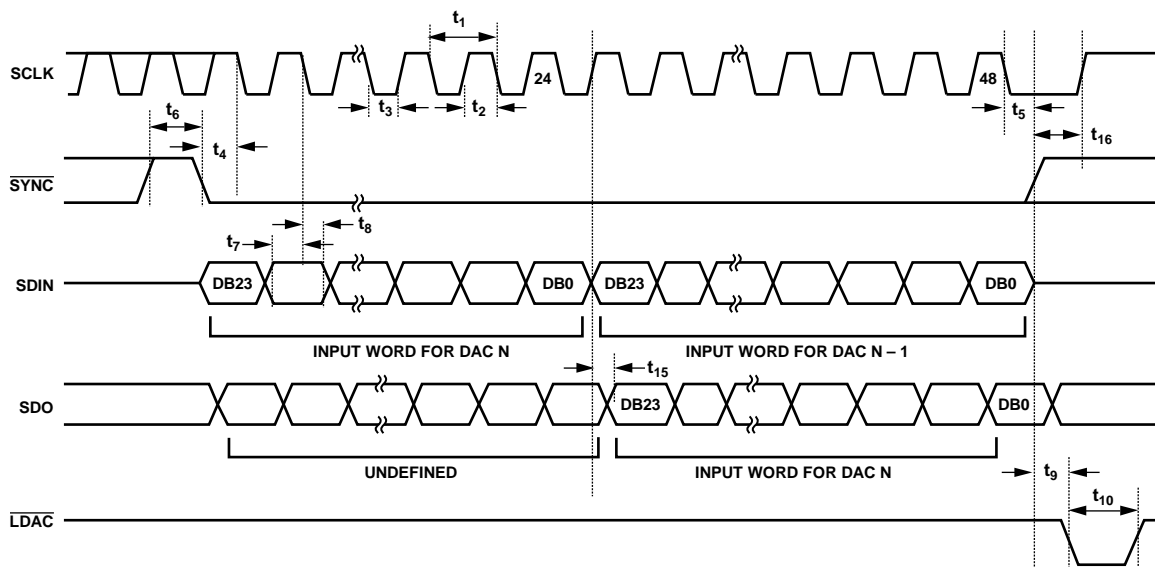 t1
SCLK
24
48
t3
t2
t5
t6
t4
t16
SYNC
t8
t7
SDIN
DB23
DB0
DB23
DB0
INPUT WORD FOR DAC N
INPUT WORD FOR DAC N – 1
t15
SDO
DB23
DB0
UNDEFINED
INPUT WORD FOR DAC N
t9
t10
LDAC